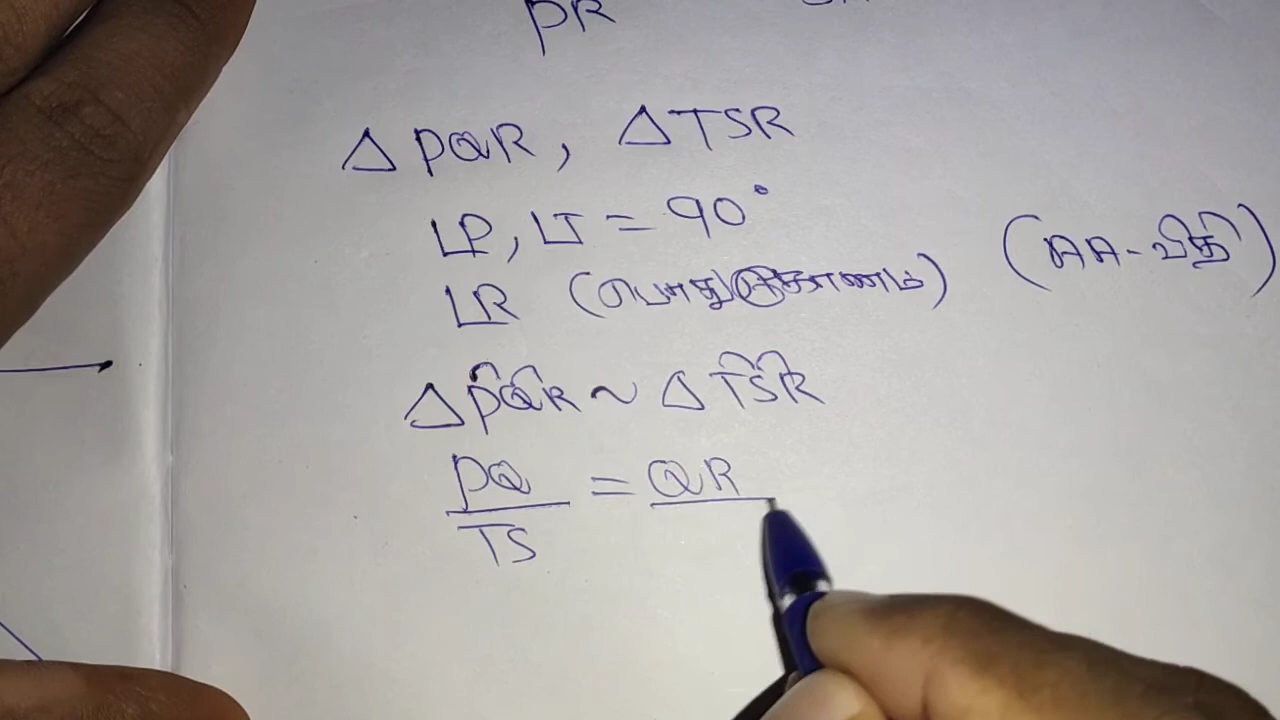 PR
Δ PQR, Δ TSR
∟P, ∟T = 90°
∟R (பொது கோணம்) (AA-விதி)
Δ PQR ~ Δ TSR
PQ/TS = QR